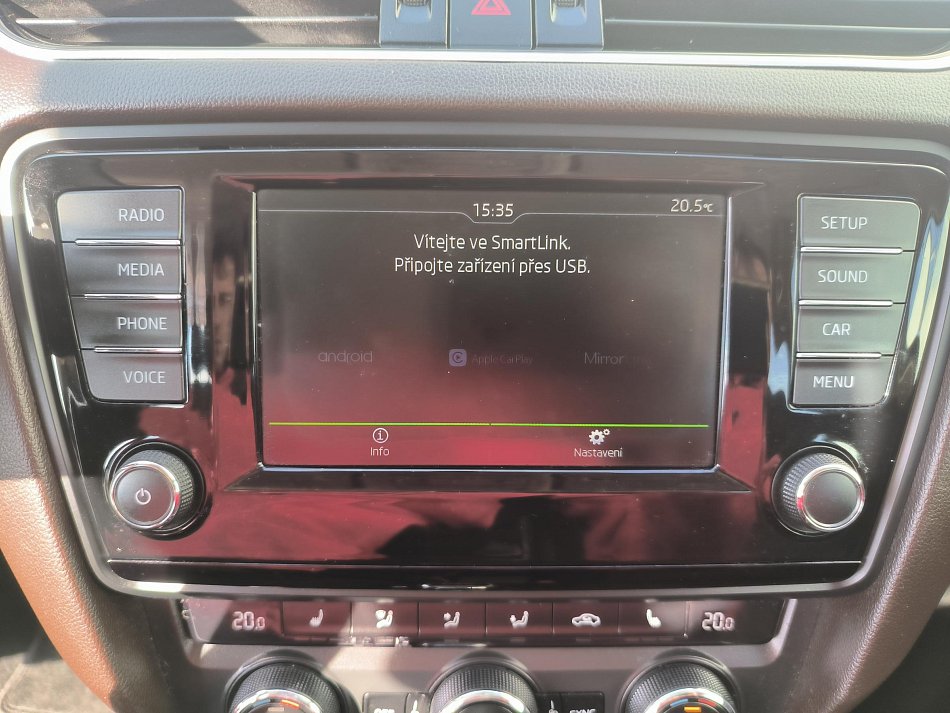 15:35
20.5°C
Vítejte ve SmartLink.
Připojte zařízení přes USB.
android
Apple CarPlay
Mirror
Info
Nastavení
RADIO
MEDIA
PHONE
VOICE
SETUP
SOUND
CAR
MENU
20.0
20.0
SYNC